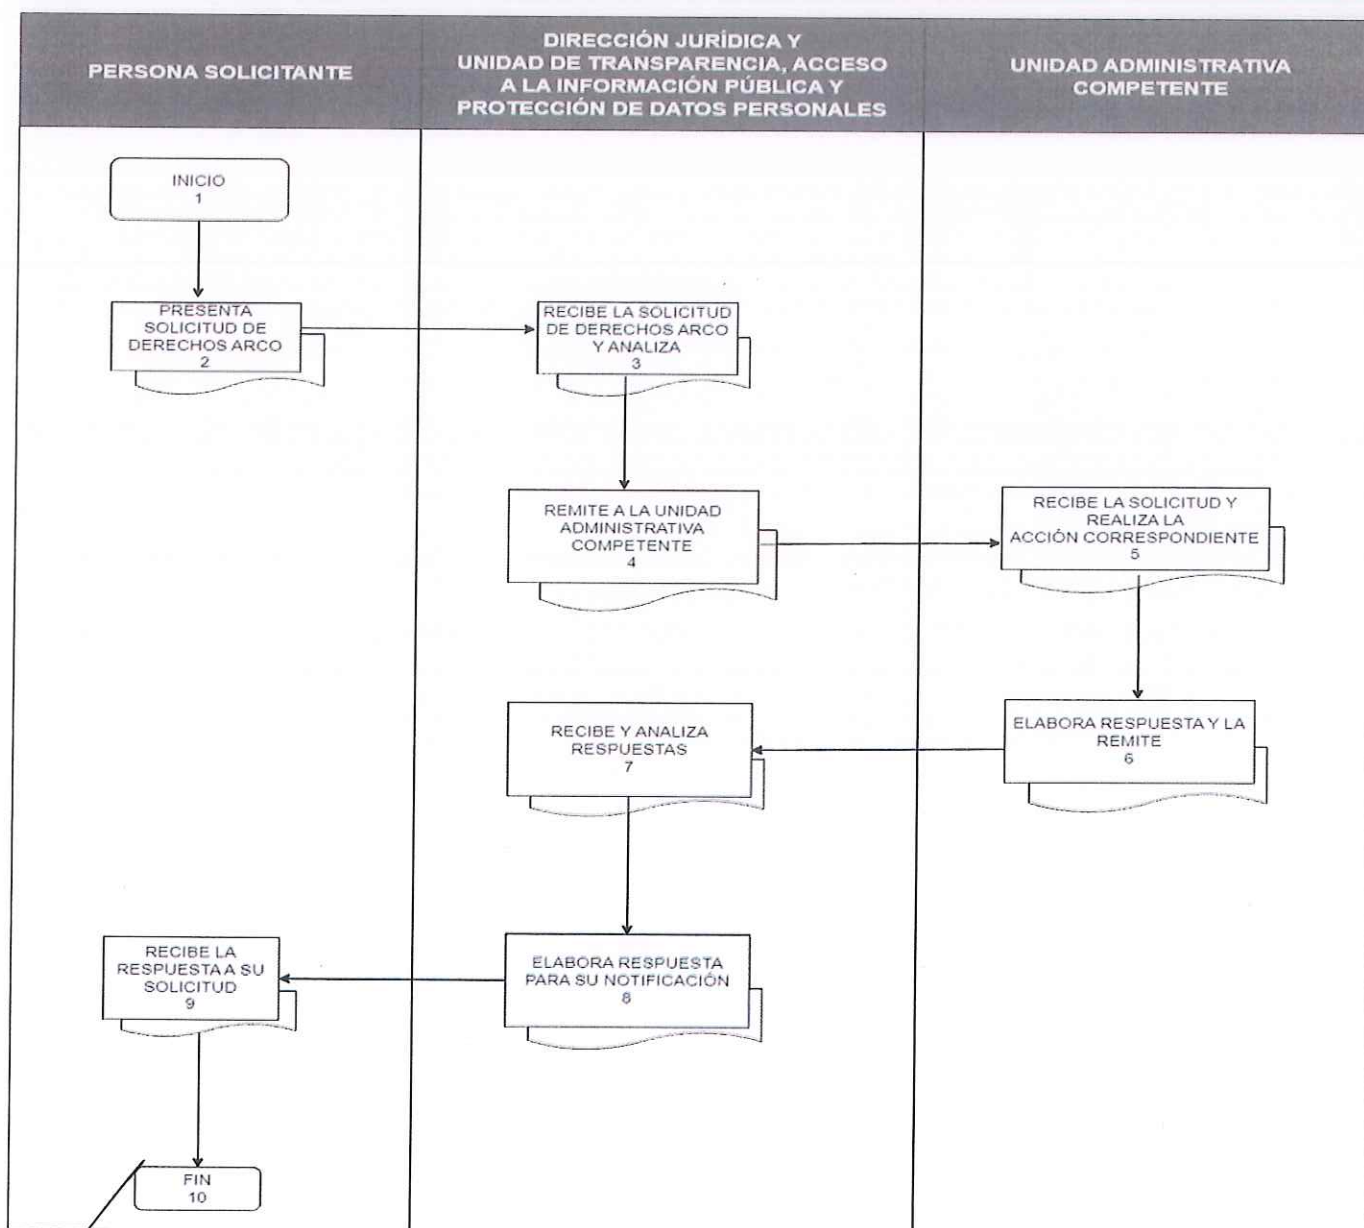 PERSONA SOLICITANTE
DIRECCIÓN JURÍDICA Y
UNIDAD DE TRANSPARENCIA, ACCESO
A LA INFORMACIÓN PÚBLICA Y
PROTECCIÓN DE DATOS PERSONALES
UNIDAD ADMINISTRATIVA
COMPETENTE
INICIO
1
PRESENTA
SOLICITUD DE
DERECHOS ARCO
2
RECIBE LA SOLICITUD
DE DERECHOS ARCO
Y ANALIZA
3
REMITE A LA UNIDAD
ADMINISTRATIVA
COMPETENTE
4
RECIBE LA SOLICITUD Y
REALIZA LA
ACCIÓN CORRESPONDIENTE
5
ELABORA RESPUESTA Y LA
REMITE
6
RECIBE Y ANALIZA
RESPUESTAS
7
ELABORA RESPUESTA
PARA SU NOTIFICACIÓN
8
RECIBE LA
RESPUESTA A SU
SOLICITUD
9
FIN
10